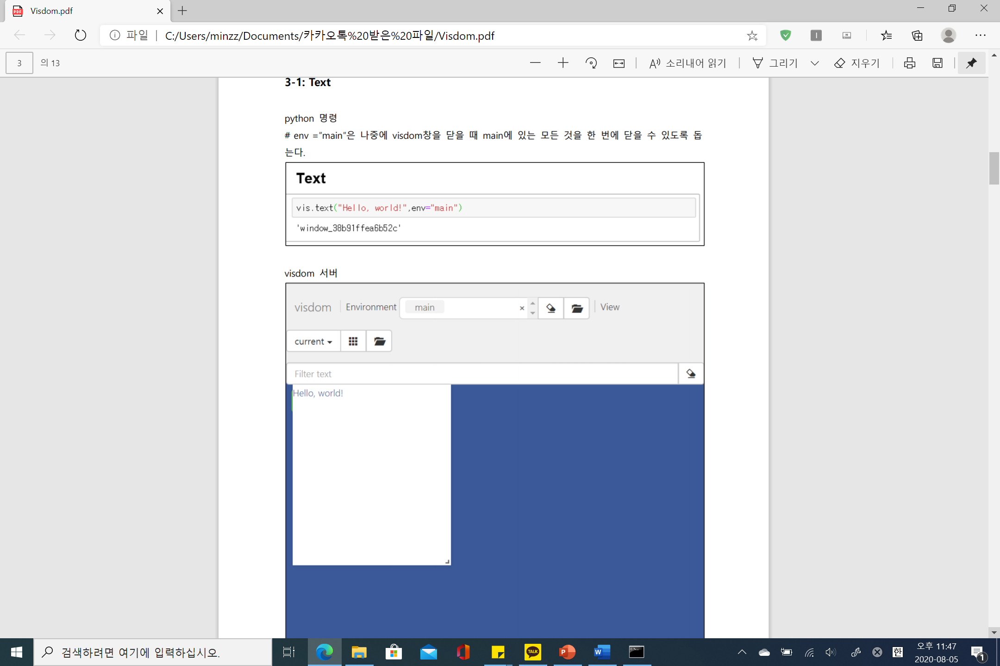 Visdom.pdf
파일 | C:/Users/minzz/Documents/카카오톡%20받은%20파일/Visdom.pdf
3 의 13
소리내어 읽기 그리기 지우기
3-1: Text
python 명령
# env ="main"은 나중에 visdom창을 닫을 때 main에 있는 모든 것을 한 번에 닫을 수 있도록 돕
는다.
Text
vis.text("Hello, world!",env="main")
'window_38b91ffea6b52c'
visdom 서버
visdom Environment main × View
current
Filter text
Hello, world!
검색하려면 여기에 입력하십시오.
TALK
한
오후 11:47
2020-08-05
1